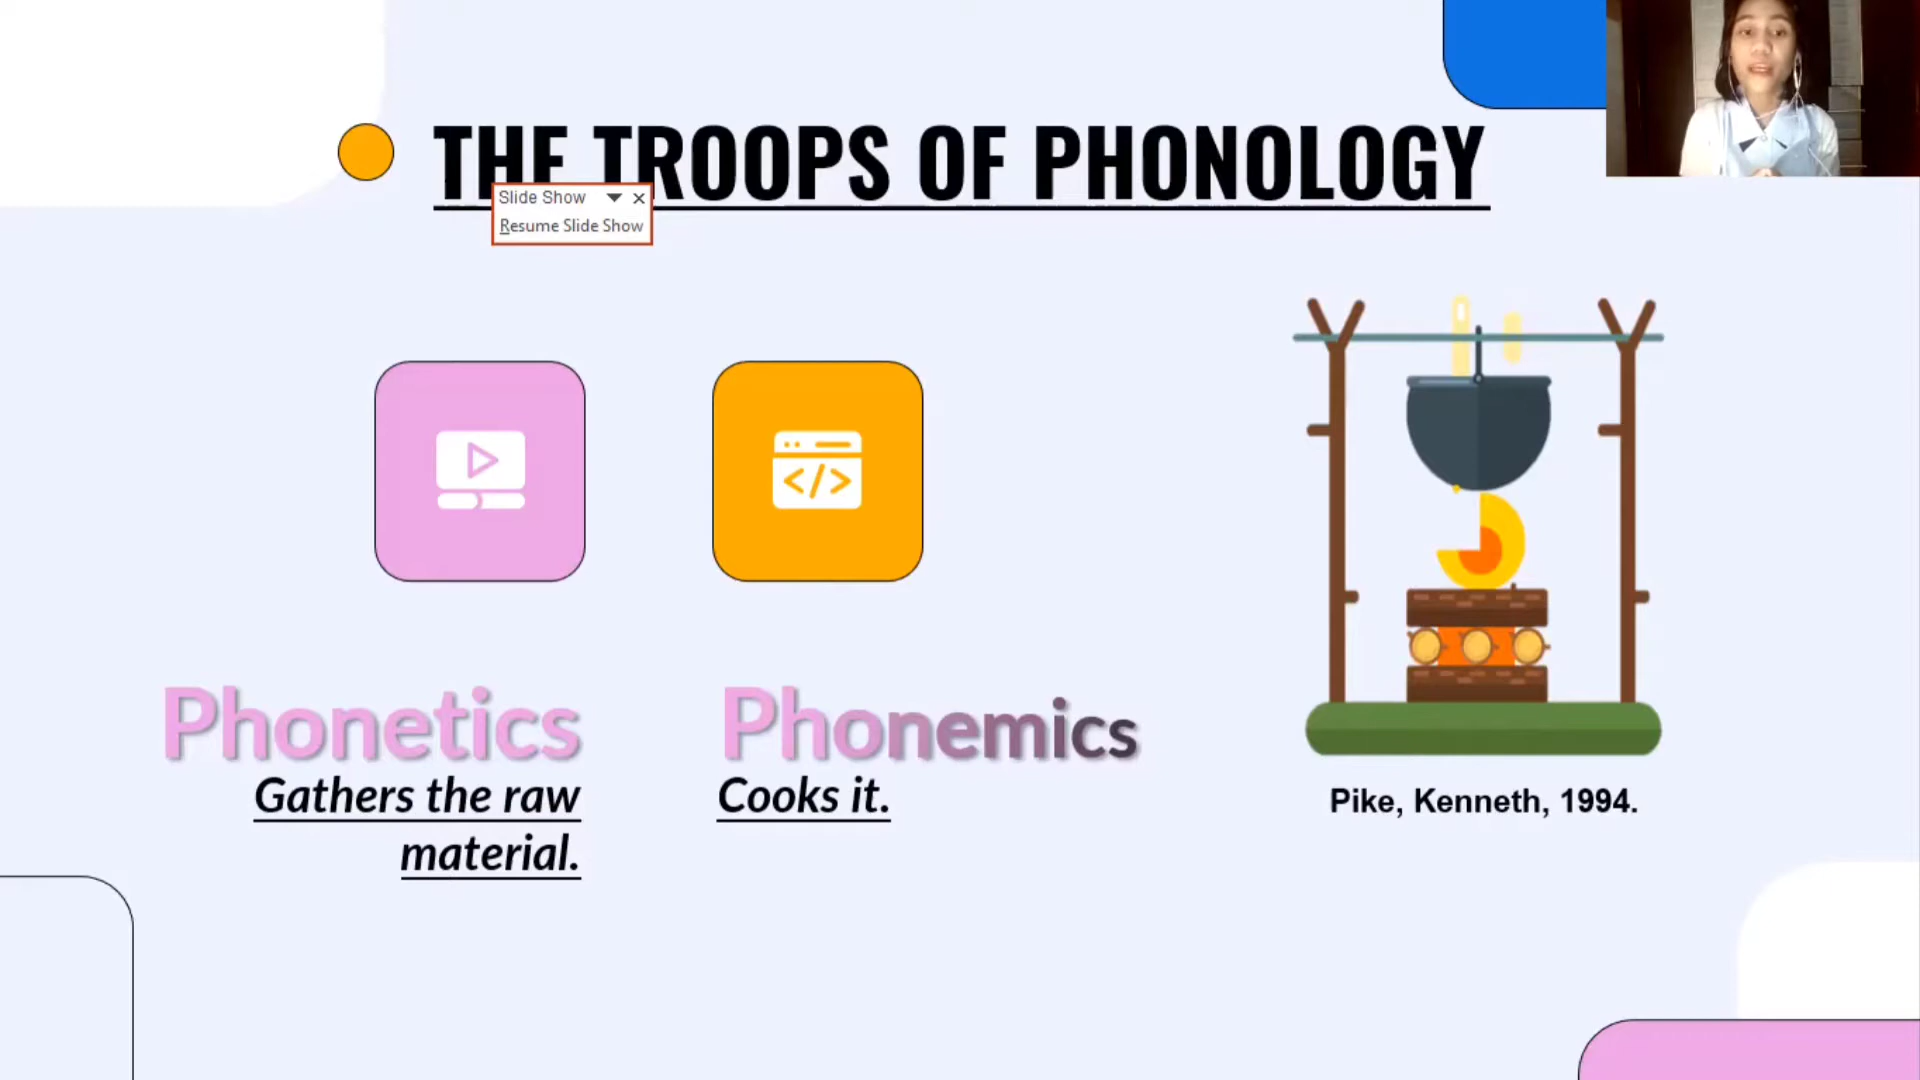 THE TROOPS OF PHONOLOGY
Slide Show
Resume Slide Show
Phonetics
Gathers the raw
material.
Phonemics
Cooks it.
Pike, Kenneth, 1994.